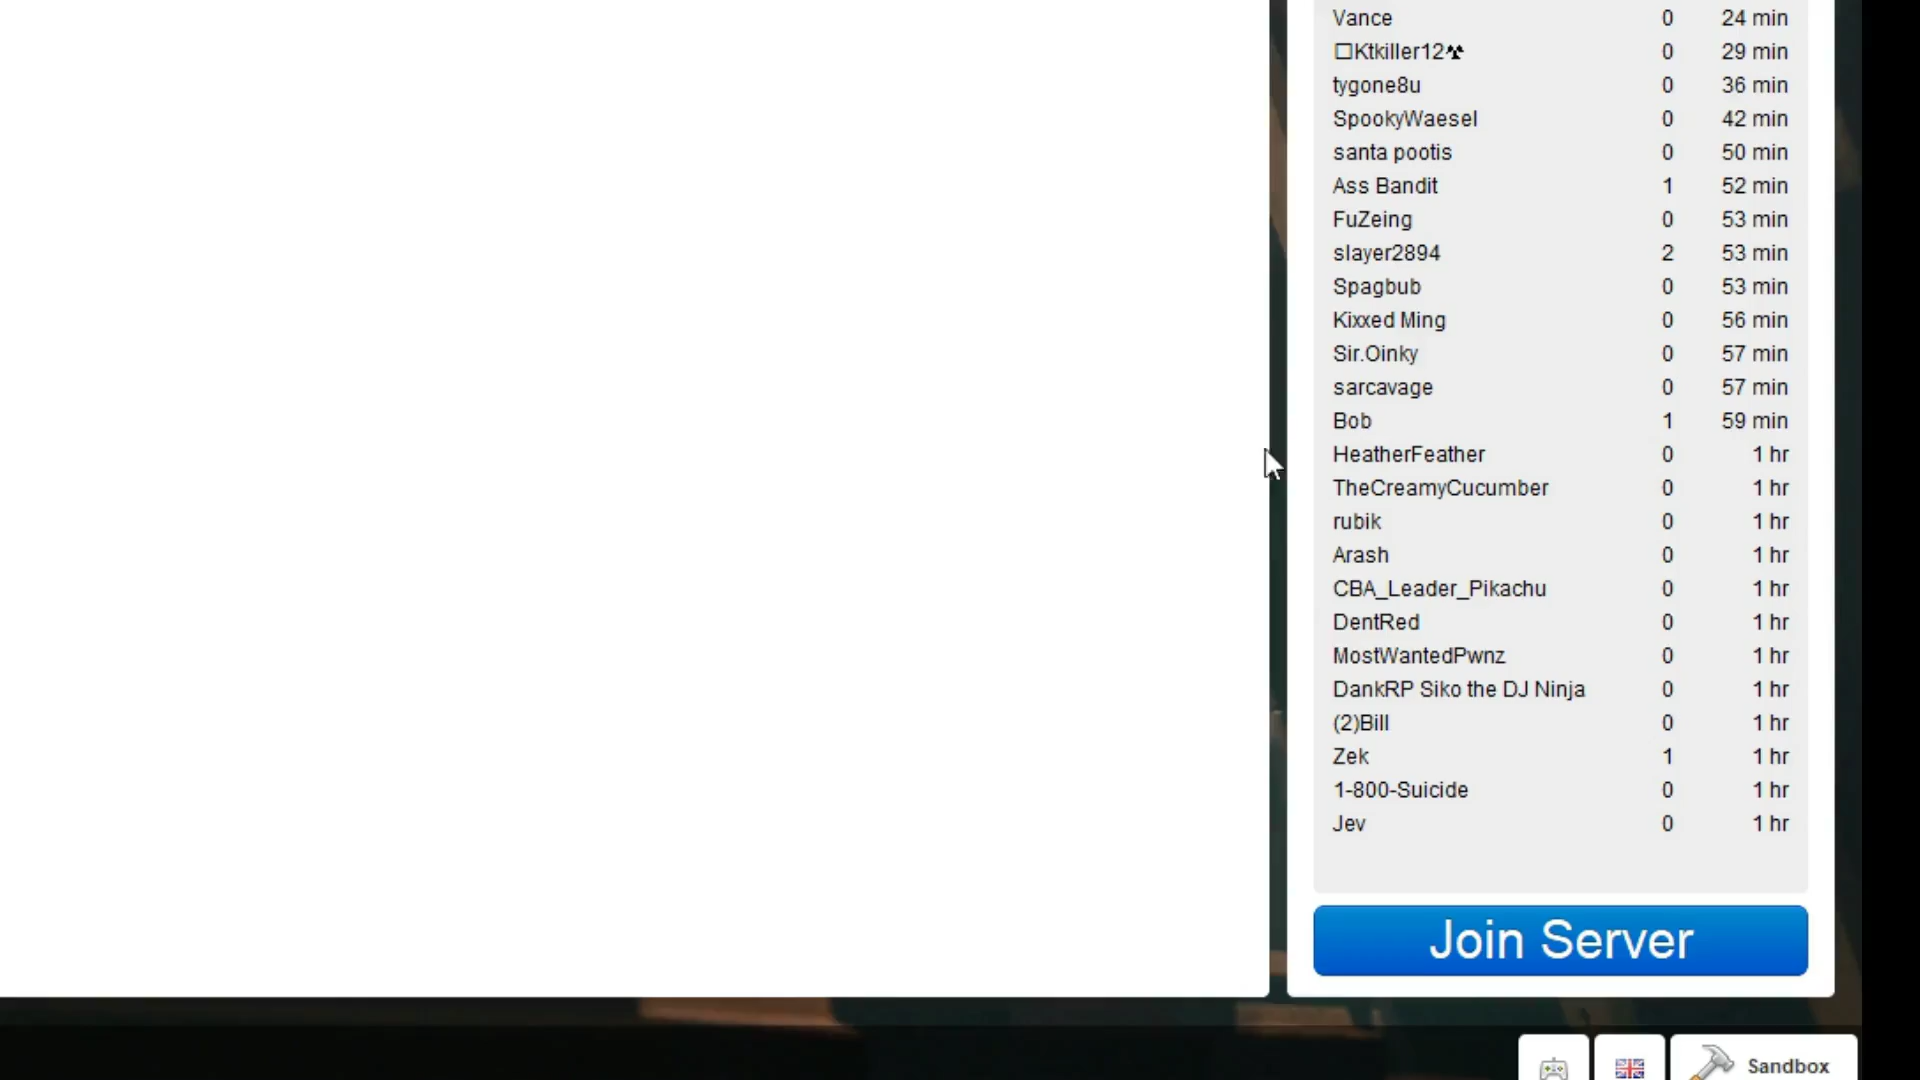 Vance 0 24 min
□Ktkiller12☢ 0 29 min
tygone8u 0 36 min
SpookyWaesel 0 42 min
santa pootis 0 50 min
Ass Bandit 1 52 min
FuZeing 0 53 min
slayer2894 2 53 min
Spagbub 0 53 min
Kixxed Ming 0 56 min
Sir.Oinky 0 57 min
sarcavage 0 57 min
Bob 1 59 min
HeatherFeather 0 1 hr
TheCreamyCucumber 0 1 hr
rubik 0 1 hr
Arash 0 1 hr
CBA_Leader_Pikachu 0 1 hr
DentRed 0 1 hr
MostWantedPwnz 0 1 hr
DankRP Siko the DJ Ninja 0 1 hr
(2)Bill 0 1 hr
Zek 1 1 hr
1-800-Suicide 0 1 hr
Jev 0 1 hr
Join Server
Sandbox